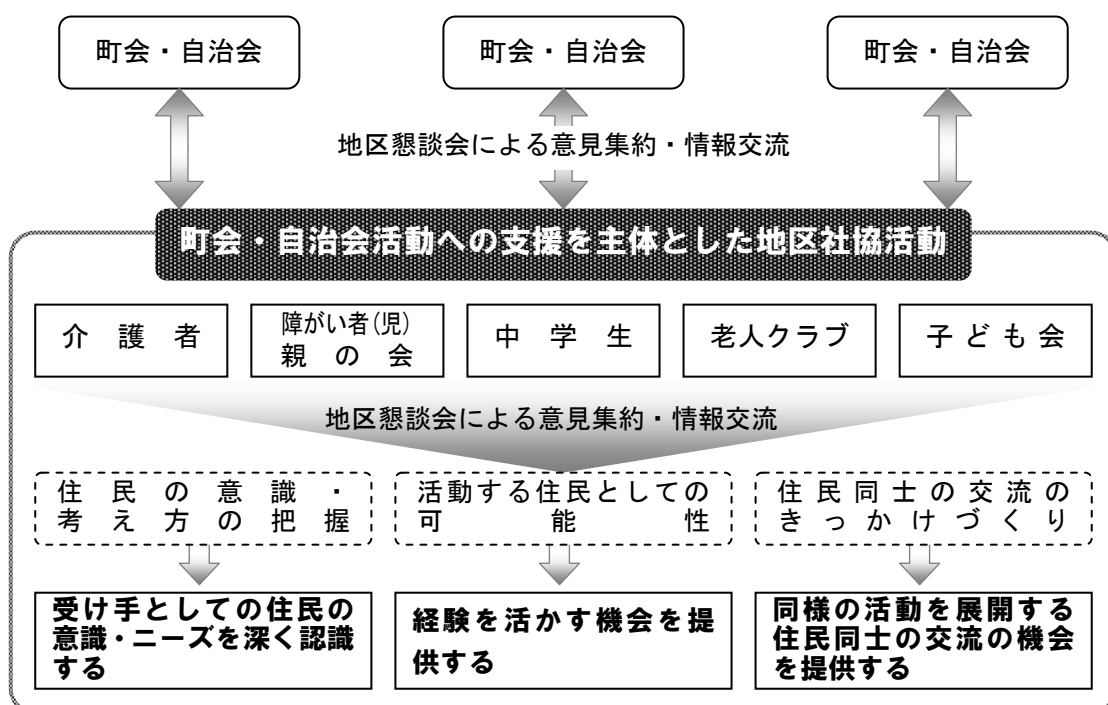 町会・自治会
町会・自治会
町会・自治会
地区懇談会による意見集約・情報交流
町会・自治会活動への支援を主体とした地区社協活動
介護者
障がい者(児)
親の会
中学生
老人クラブ
子ども会
地区懇談会による意見集約・情報交流
住民の意識・
考え方の把握
活動する住民としての
可能性
住民同士の交流の
きっかけづくり
受け手としての住民の
意識・ニーズを深く認識
する
経験を活かす機会を提
供する
同様の活動を展開する
住民同士の交流の機会
を提供する